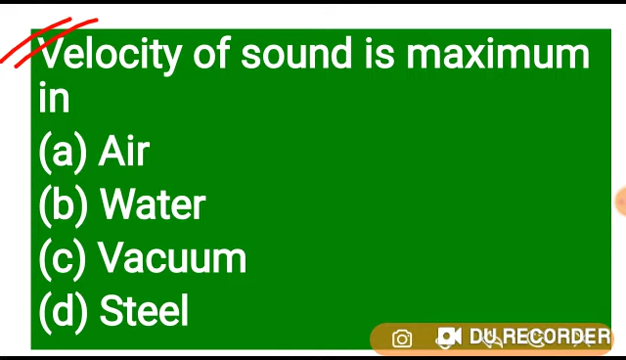 Velocity of sound is maximum
in
(a) Air
(b) Water
(c) Vacuum
(d) Steel
DU RECORDER